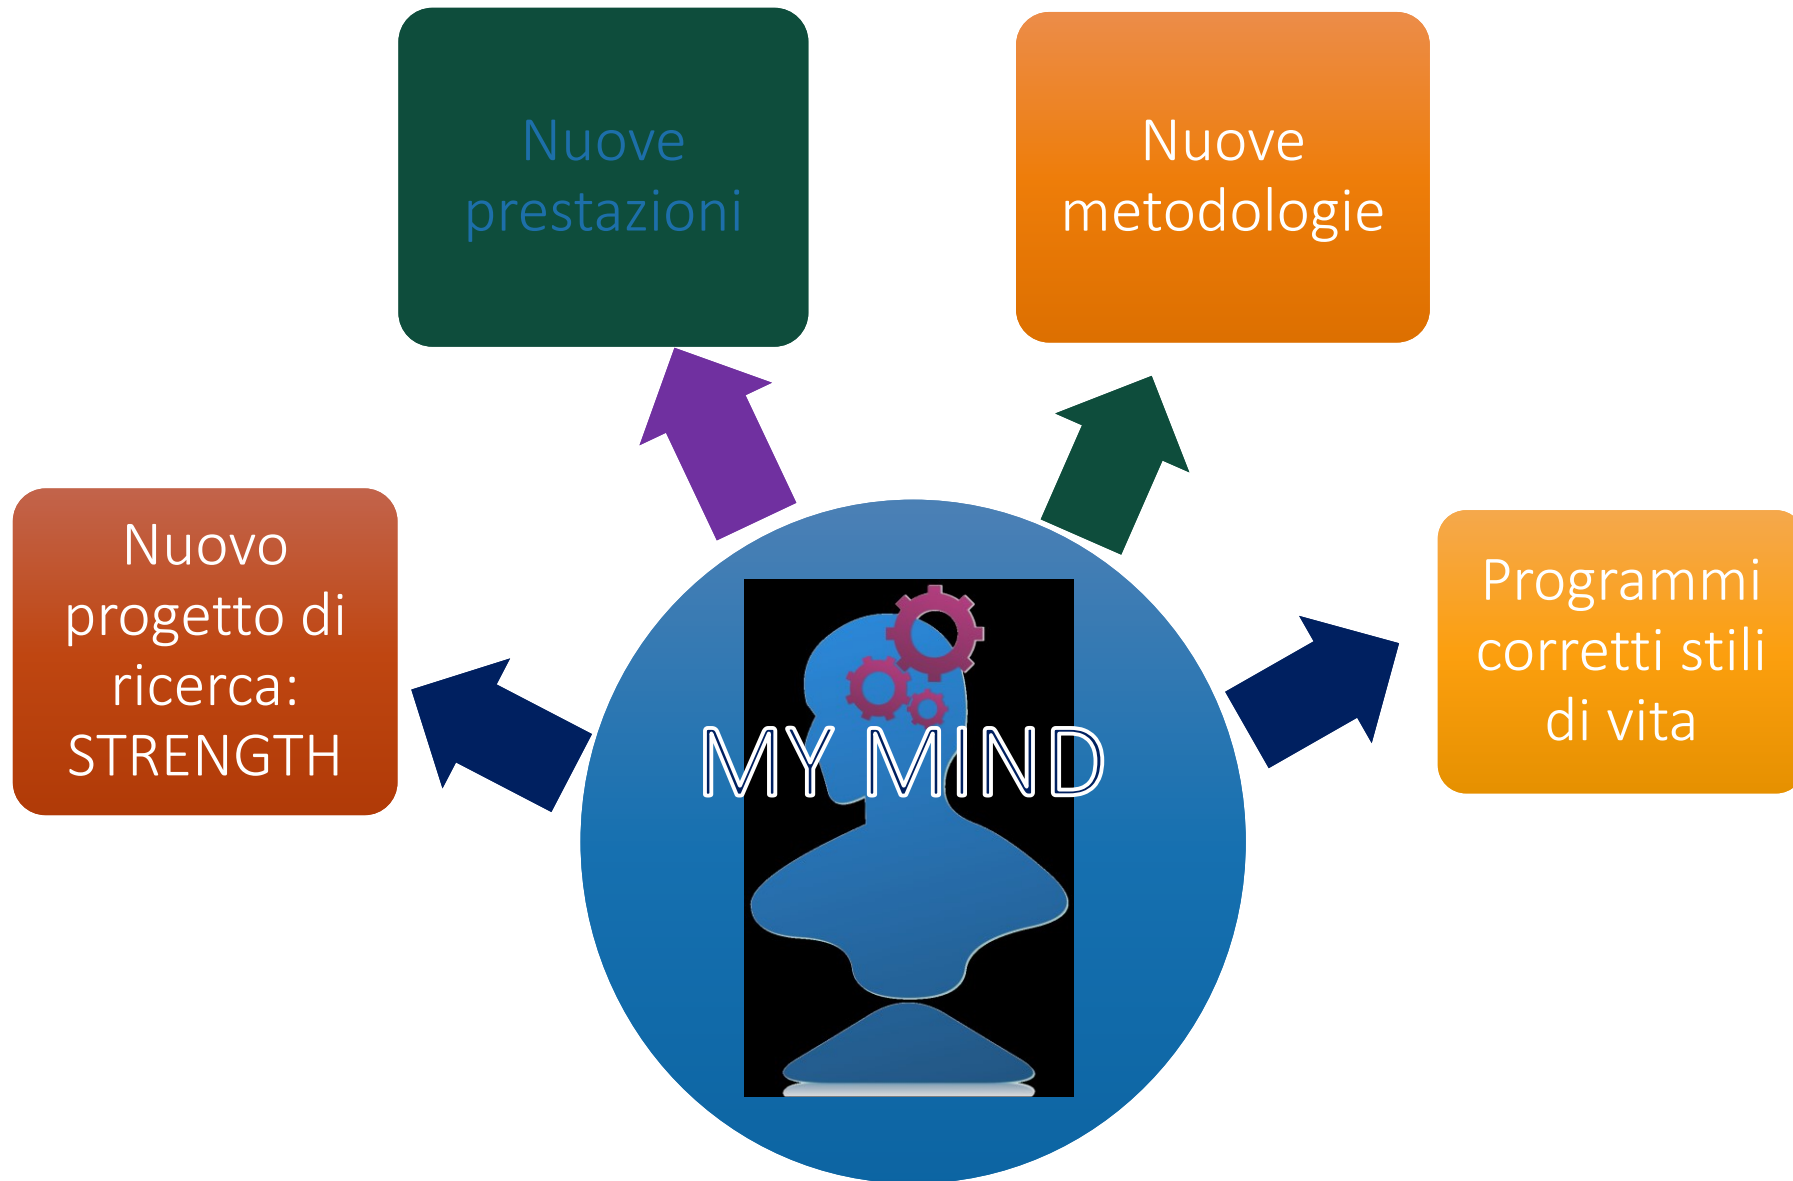 Nuove
prestazioni
Nuove
metodologie
Nuovo
progetto di
ricerca:
STRENGTH
Programmi
corretti stili
di vita
MY MIND